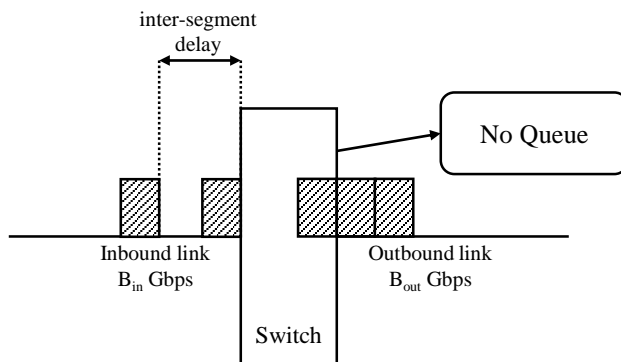 inter-segment
delay
No Queue
Inbound link
B_in Gbps
Outbound link
B_out Gbps
Switch